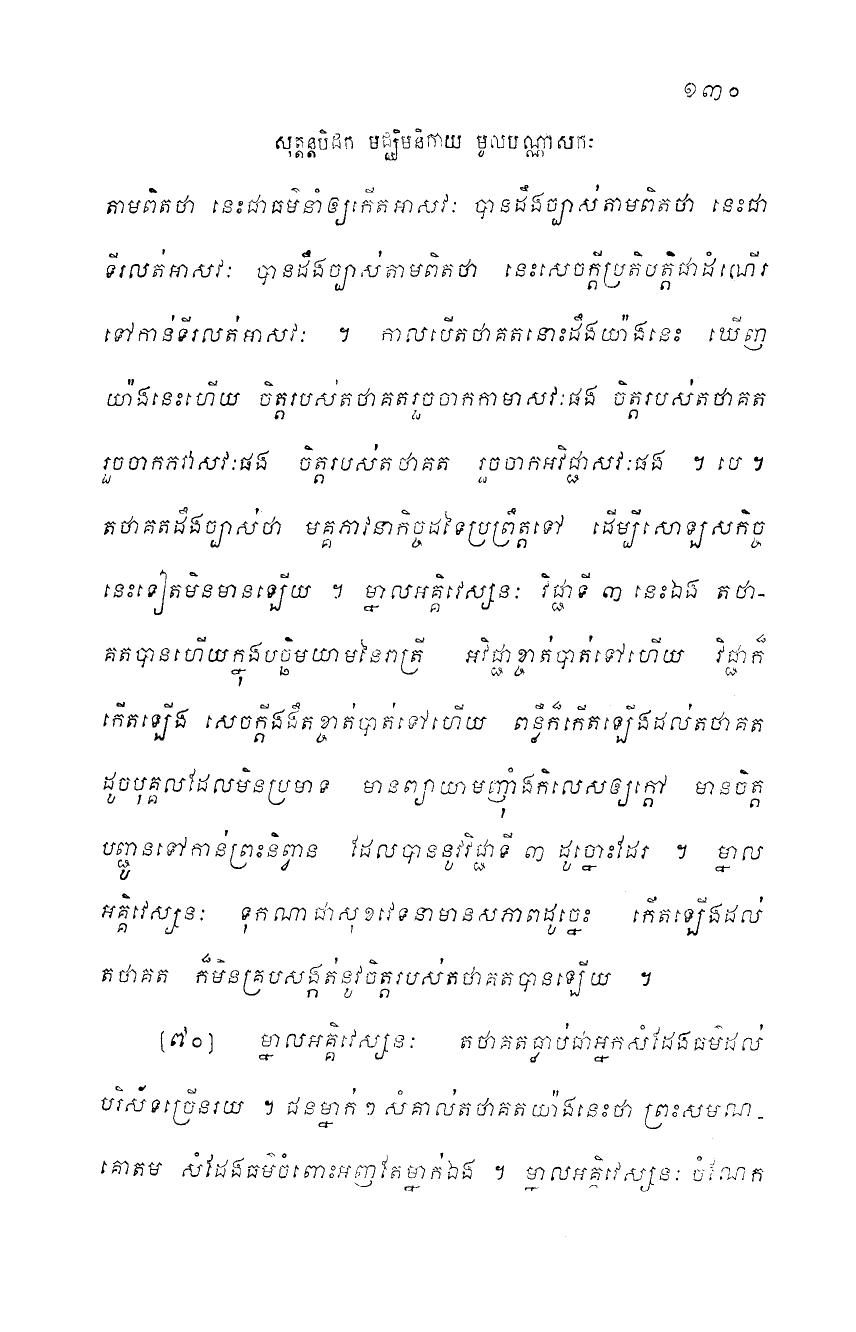 ១៣០
សុត្តន្តបិដក មជ្ឈិមនិកាយ មូលបណ្ណាសកៈ
តាមពិតថា នេះជាធម៌នាំឲ្យកើតអាសវៈ បានដឹងច្បាស់តាមពិតថា នេះជា
ទីរលត់អាសវៈ បានដឹងច្បាស់តាមពិតថា នេះសេចក្តីប្រតិបត្តិជាដំណើរ
ទៅកាន់ទីរលត់អាសវៈ ។ កាលបើតថាគតនោះដឹងយ៉ាងនេះ ឃើញ
យ៉ាងនេះហើយ ចិត្តរបស់តថាគតរួចចាកកាមាសវៈផង ចិត្តរបស់តថាគត
រួចចាកភវាសវៈផង ចិត្តរបស់តថាគត រួចចាកអវិជ្ជាសវៈផង ។ បេ ។
តថាគតដឹងច្បាស់ថា មគ្គភាវនាកិច្ចដទៃប្រព្រឹត្តទៅ ដើម្បីសោឡសកិច្ច
នេះទៀតមិនមានឡើយ ។ ម្នាលអគ្គិវេស្សនៈ វិជ្ជាទី ៣ នេះឯង តថា-
គតបានហើយក្នុងបច្ឆិមយាមនៃរាត្រី អវិជ្ជាខ្ចាត់បាត់ទៅហើយ វិជ្ជាក៏
កើតឡើង សេចក្តីងងឹតខ្ចាត់បាត់ទៅហើយ ពន្លឺក៏កើតឡើងដល់តថាគត
ដូចបុគ្គលដែលមិនប្រមាទ មានព្យាយាមញ៉ាំងកិលេសឲ្យក្តៅ មានចិត្ត
បញ្ជូនទៅកាន់ព្រះនិព្វាន ដែលបាននូវវិជ្ជាទី ៣ ដូច្នោះដែរ ។ ម្នាល
អគ្គិវេស្សនៈ ទុកណាជាសុខវេទនាមានសភាពដូច្នេះ កើតឡើងដល់
តថាគត ក៏មិនគ្របសង្កត់នូវចិត្តរបស់តថាគតបានឡើយ ។
[៧០] ម្នាលអគ្គិវេស្សនៈ តថាគតធ្លាប់ជាអ្នកសំដែងធម៌ដល់
បរិស័ទច្រើនរយ ។ ជនម្នាក់ៗ សំគាល់តថាគតយ៉ាងនេះថា ព្រះសមណ-
គោតម សំដែងធម៌ចំពោះអញតែម្នាក់ឯង ។ ម្នាលអគ្គិវេស្សនៈ ចំណែក